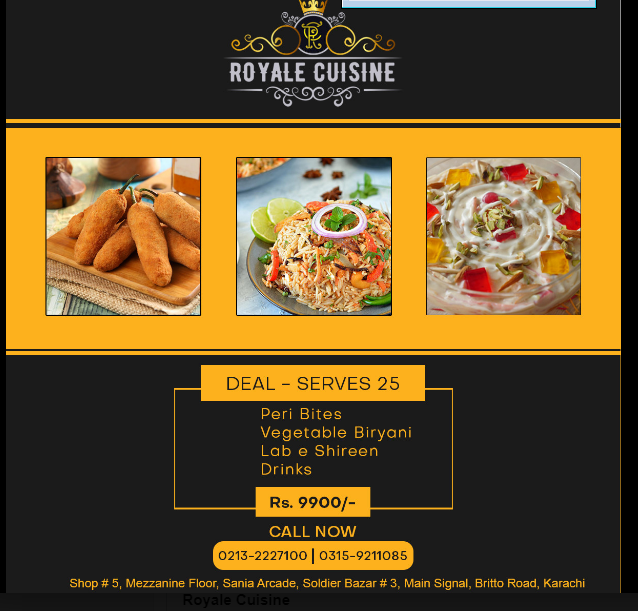 ROYALE CUISINE
DEAL - SERVES 25
Peri Bites
Vegetable Biryani
Lab e Shireen
Drinks
Rs. 9900/-
CALL NOW
0213-2227100 | 0315-9211085
Shop # 5, Mezzanine Floor, Sania Arcade, Soldier Bazar # 3, Main Signal, Britto Road, Karachi
Royale Cuisine